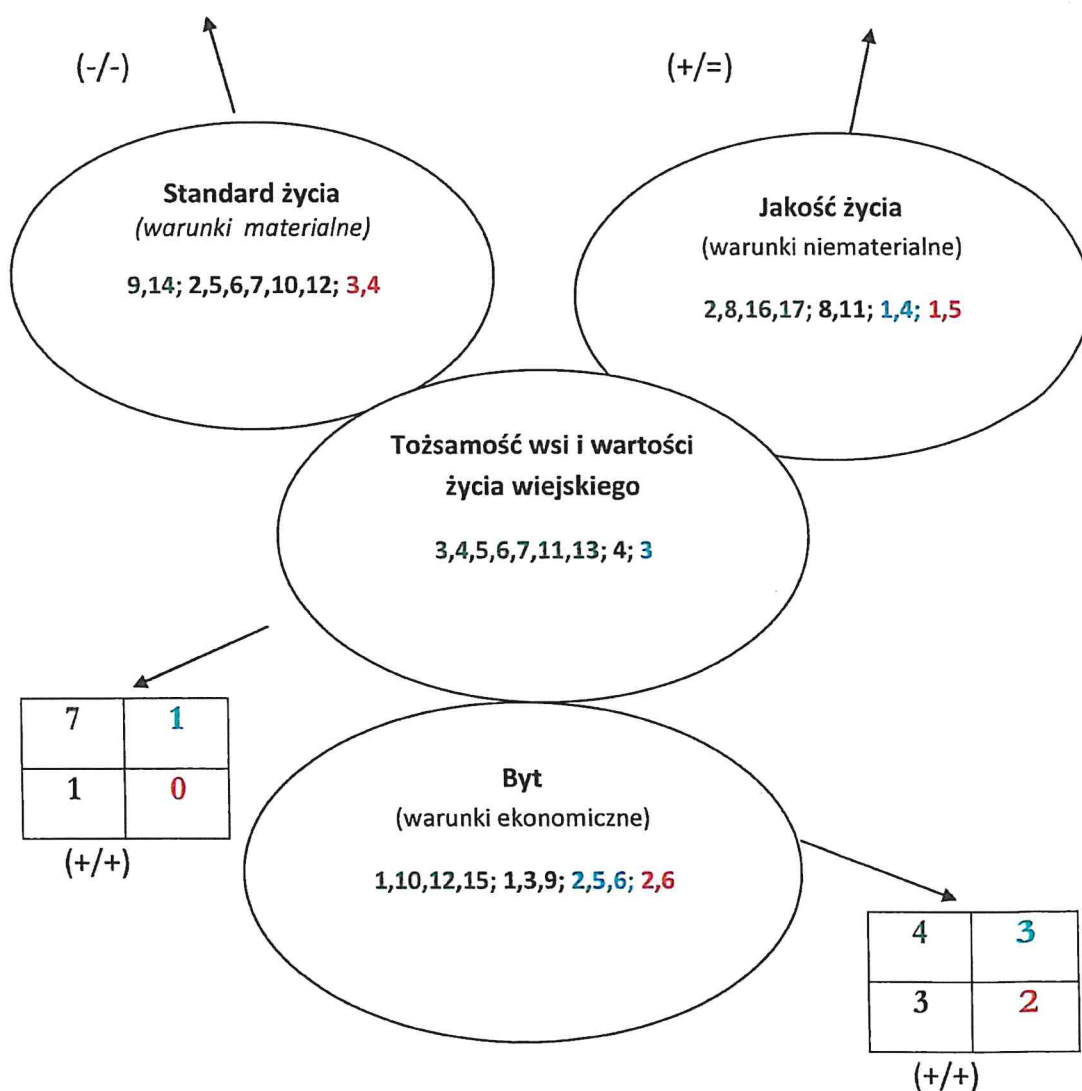 (-/-)
(+/=)
Standard życia
(warunki materialne)
9,14; 2,5,6,7,10,12; 3,4
Jakość życia
(warunki niematerialne)
2,8,16,17; 8,11; 1,4; 1,5
Tożsamość wsi i wartości
życia wiejskiego
3,4,5,6,7,11,13; 4; 3
7 1
1 0
(+/+)
Byt
(warunki ekonomiczne)
1,10,12,15; 1,3,9; 2,5,6; 2,6
4 3
3 2
(+/+)